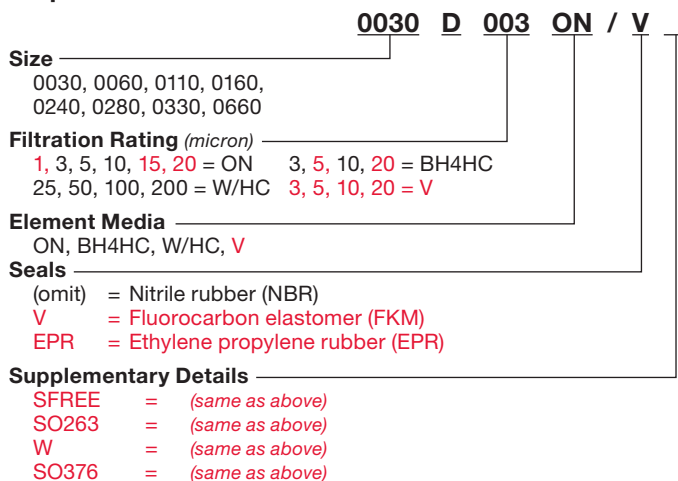 0030 D 003 ON / V
Size
0030, 0060, 0110, 0160,
0240, 0280, 0330, 0660
Filtration Rating (micron)
1, 3, 5, 10, 15, 20 = ON 3, 5, 10, 20 = BH4HC
25, 50, 100, 200 = W/HC 3, 5, 10, 20 = V
Element Media
ON, BH4HC, W/HC, V
Seals
(omit) = Nitrile rubber (NBR)
V = Fluorocarbon elastomer (FKM)
EPR = Ethylene propylene rubber (EPR)
Supplementary Details
SFREE = (same as above)
SO263 = (same as above)
W = (same as above)
SO376 = (same as above)